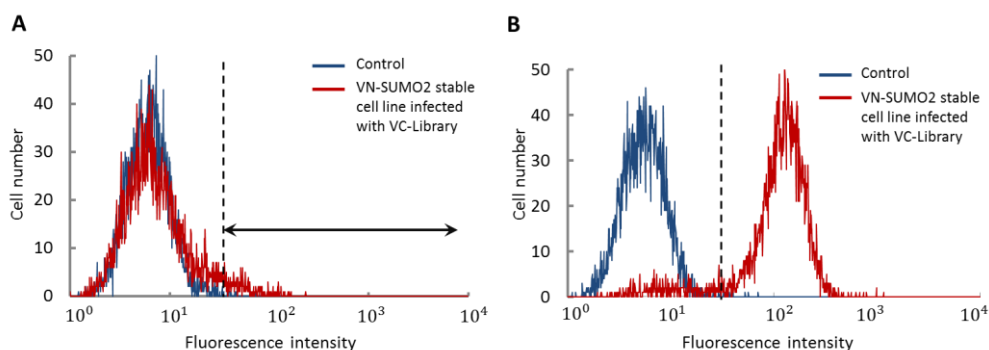 A
50
40
30
20
10
0
Cell number
Control
VN-SUMO2 stable
cell line infected
with VC-Library
10^0
10^1
10^2
10^3
10^4
Fluorescence intensity
B
50
40
30
20
10
0
Cell number
Control
VN-SUMO2 stable
cell line infected
with VC-Library
10^0
10^1
10^2
10^3
10^4
Fluorescence intensity